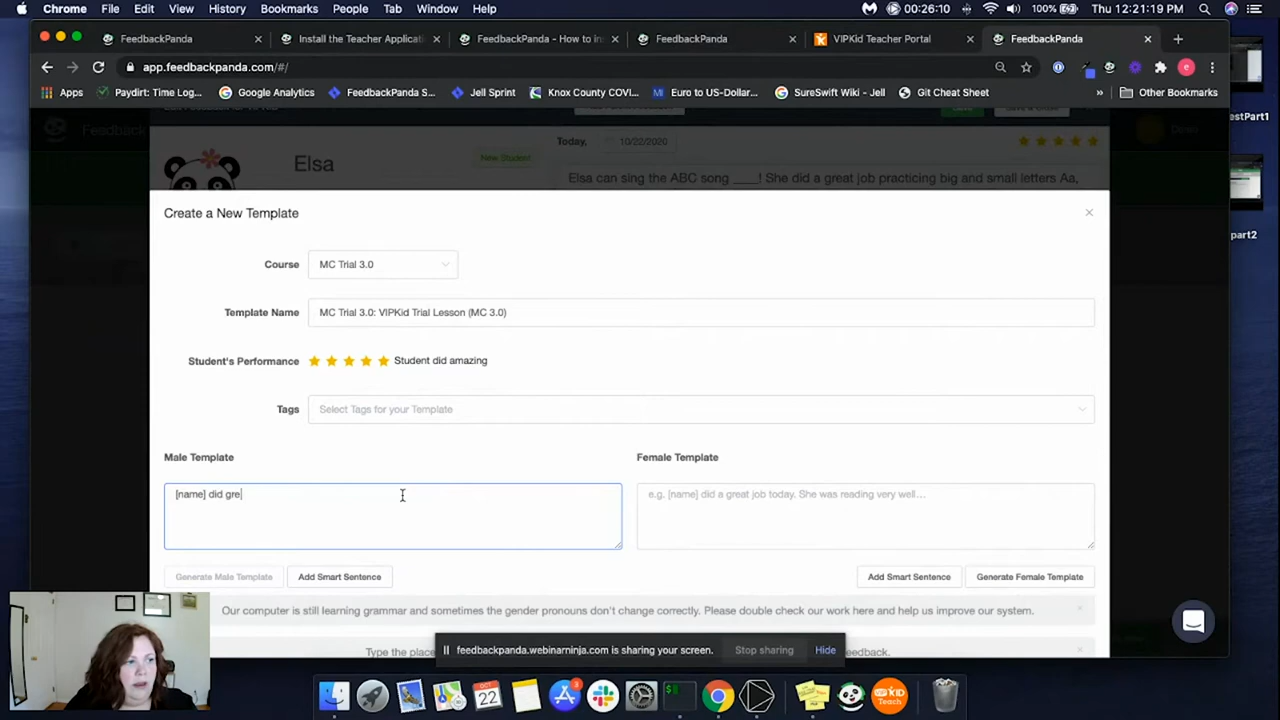 Chrome File Edit View History Bookmarks People Tab Window Help 00:26:10 100% Thu 12:21:19
FeedbackPanda × Install the Teacher Applicati × FeedbackPanda - How to in × FeedbackPanda × VIPKid Teacher Portal × FeedbackPanda × +
app.feedbackpanda.com/#/
Apps Paydirt: Time Log... Google Analytics FeedbackPanda S... Jell Sprint Knox County COVI... Euro to US-Dollar... SureSwift Wiki - Jell Git Cheat Sheet » Other Bookmarks
Feedback
Elsa
New Student
Today, 10/22/2020
Elsa can sing the ABC song ____! She did a great job practicing big and small letters Aa,
Create a New Template ×
Course MC Trial 3.0
Template Name MC Trial 3.0: VIPKid Trial Lesson (MC 3.0)
Student's Performance Student did amazing
Tags Select Tags for your Template
Male Template Female Template
[name] did gre e.g. [name] did a great job today. She was reading very well...
Generate Male Template Add Smart Sentence Add Smart Sentence Generate Female Template
Our computer is still learning grammar and sometimes the gender pronouns don't change correctly. Please double check our work here and help us improve our system. ×
Type the place
edback. ×
feedbackpanda.webinarninja.com is sharing your screen. Stop sharing Hide
estPart1
part2
OCT 22
3
KID Teach